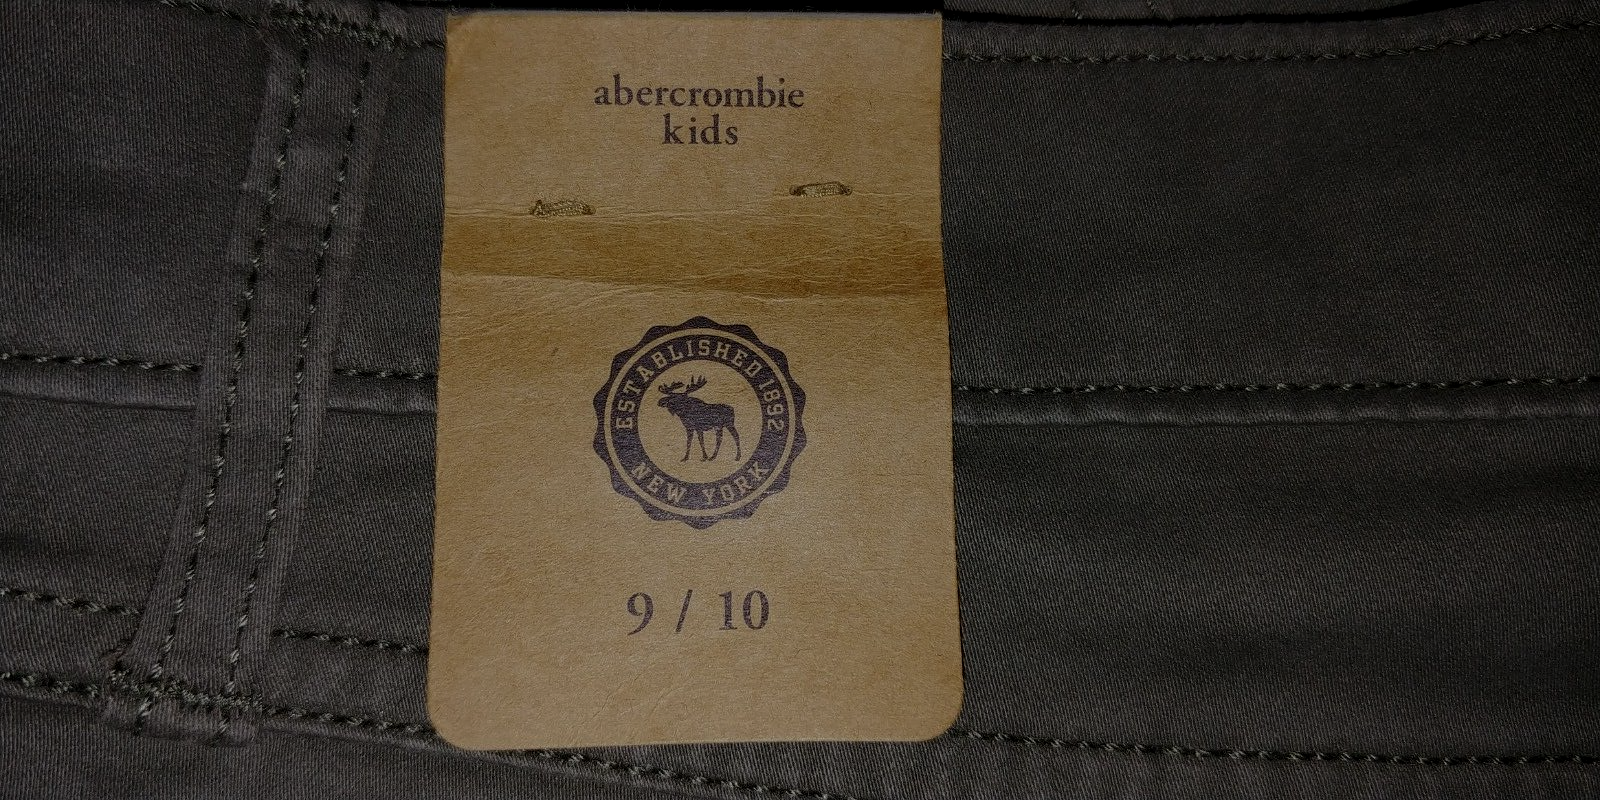 abercrombie
kids
ESTABLISHED 1892
NEW YORK
9 / 10